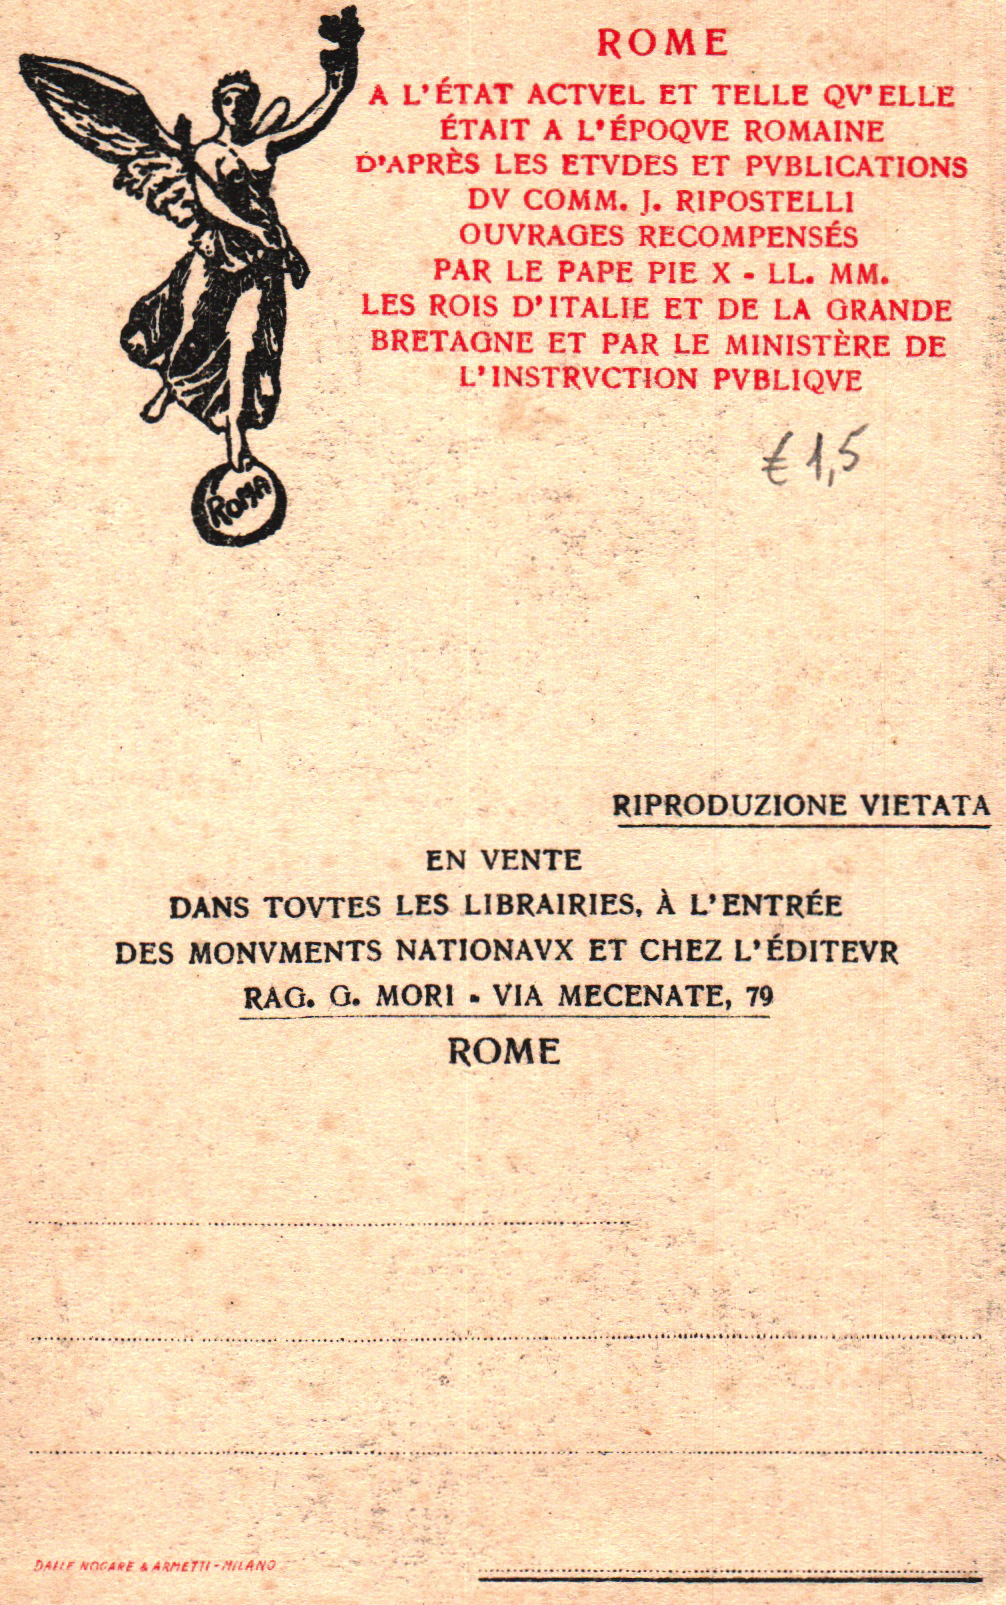 ROMA
ROME
A L'ÉTAT ACTVEL ET TELLE QV'ELLE
ÉTAIT A L'ÉPOQVE ROMAINE
D'APRÈS LES ETVDES ET PVBLICATIONS
DV COMM. J. RIPOSTELLI
OUVRAGES RECOMPENSÉS
PAR LE PAPE PIE X - LL. MM.
LES ROIS D'ITALIE ET DE LA GRANDE
BRETAGNE ET PAR LE MINISTÈRE DE
L'INSTRVCTION PVBLIQVE
€ 1,5
RIPRODUZIONE VIETATA
EN VENTE
DANS TOVTES LES LIBRAIRIES, À L'ENTRÉE
DES MONVMENTS NATIONAVX ET CHEZ L'ÉDITEVR
RAG. G. MORI - VIA MECENATE, 79
ROME
DALLE NOGARE & ARMETTI - MILANO